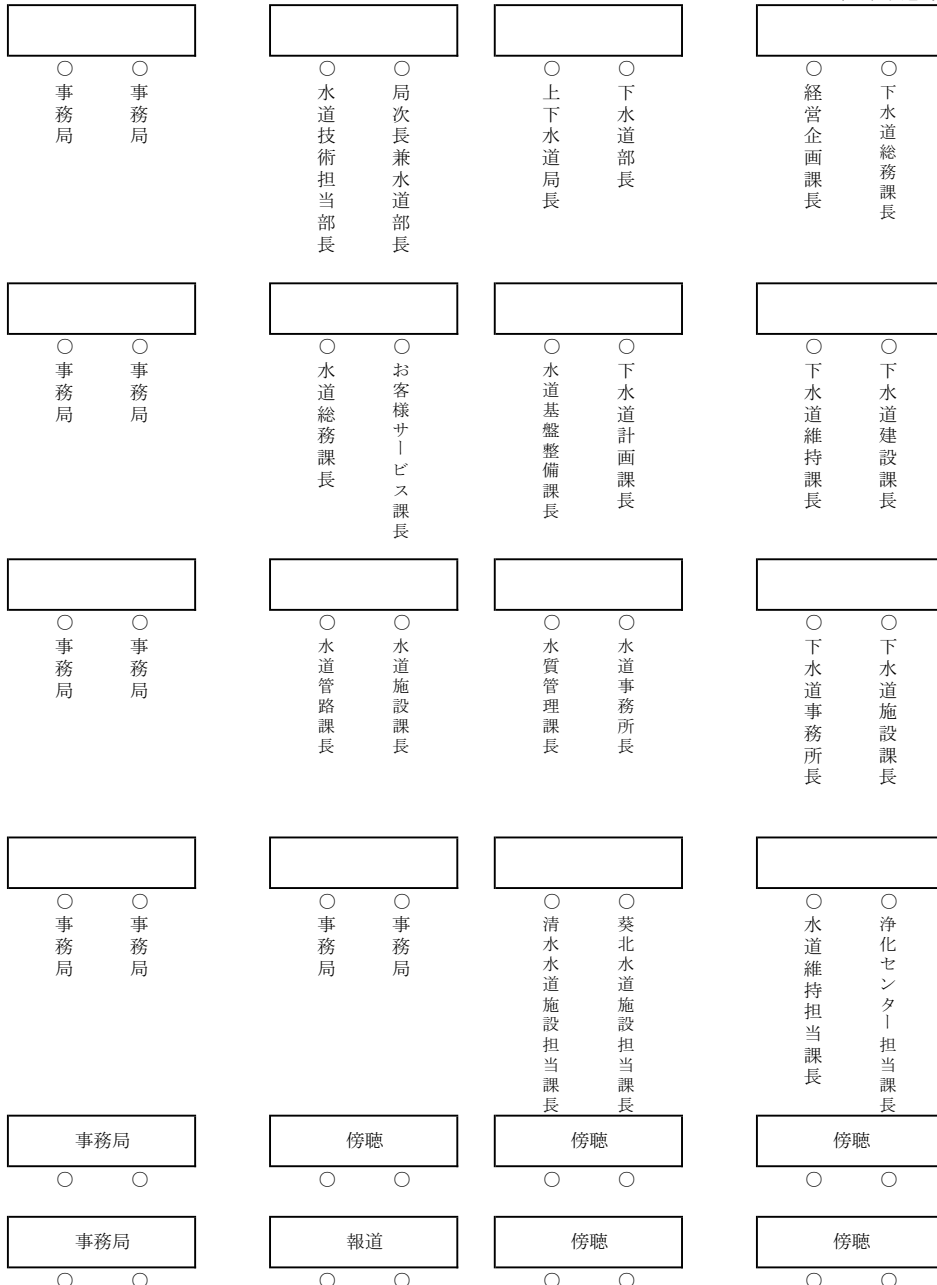 ○下水道総務課長
○経営企画課長
○下水道部長
○上下水道局長
○局次長兼水道部長
○水道技術担当部長
○事務局
○事務局
○下水道建設課長
○下水道維持課長
○下水道計画課長
○水道基盤整備課長
○お客様サービス課長
○水道総務課長
○事務局
○事務局
○下水道施設課長
○下水道事務所長
○水道事務所長
○水質管理課長
○水道施設課長
○水道管路課長
○事務局
○事務局
○浄化センター担当課長
○水道維持担当課長
○葵北水道施設担当課長
○清水水道施設担当課長
○事務局
○事務局
○事務局
○事務局
傍聴
○ ○
傍聴
○ ○
傍聴
○ ○
事務局
○ ○
傍聴
○ ○
傍聴
○ ○
報道
○ ○
事務局
○ ○